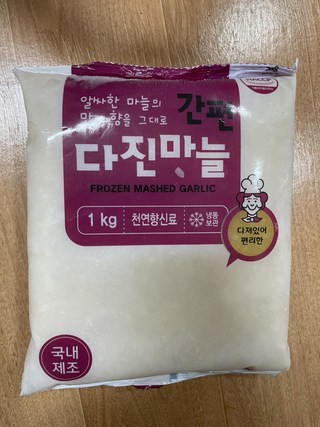 알싸한 마늘의
맛과향을 그대로
간편
다진마늘
FROZEN MASHED GARLIC
1 kg
천연향신료
냉동
보관
다져있어
편리한
국내
제조